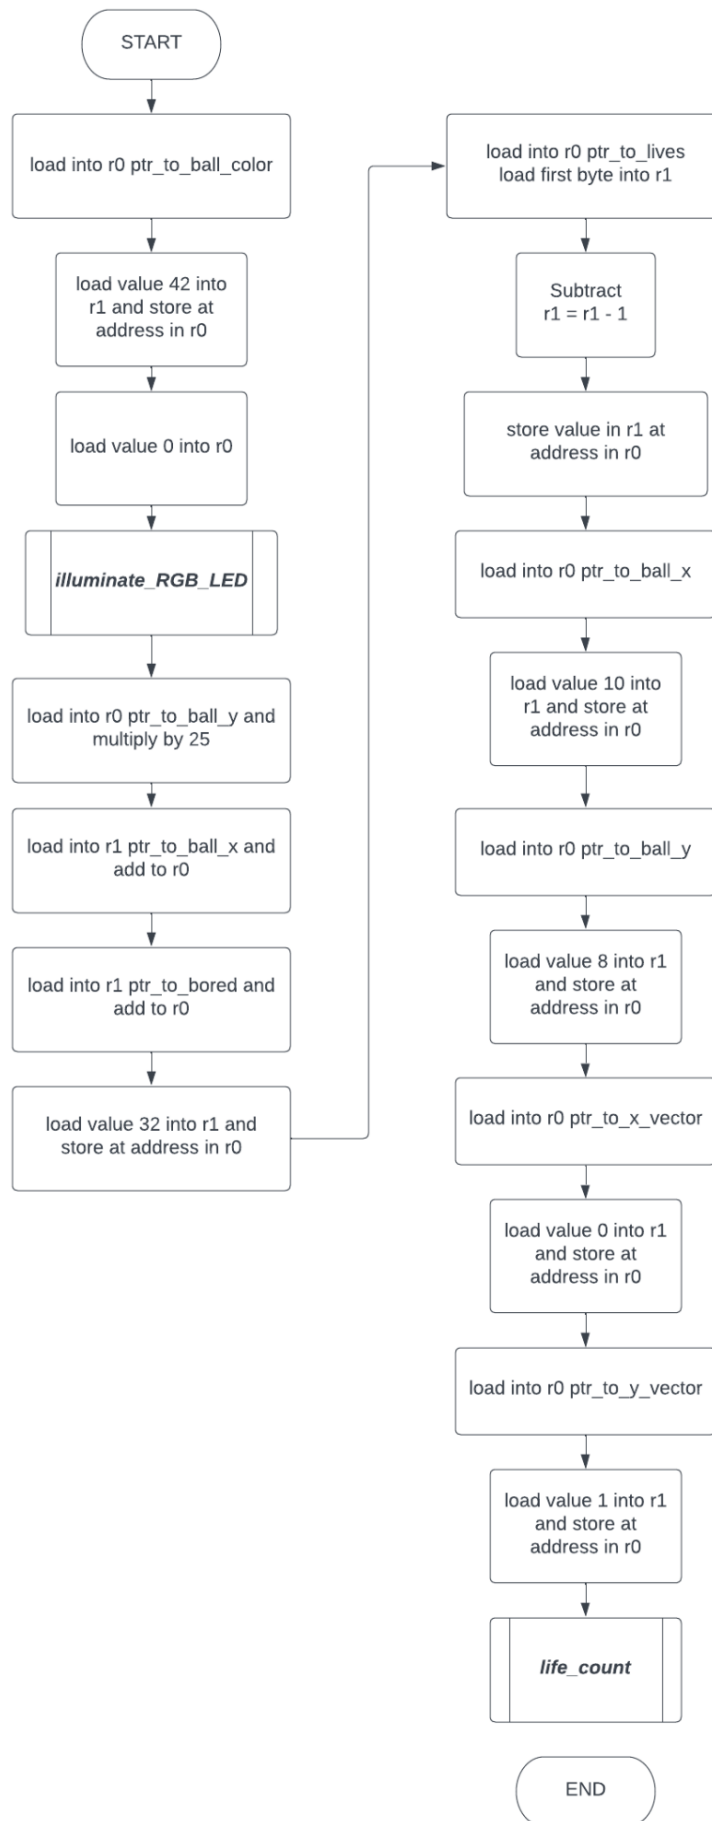 START
load into r0 ptr_to_ball_color
load value 42 into
r1 and store at
address in r0
load value 0 into r0
illuminate_RGB_LED
load into r0 ptr_to_ball_y and
multiply by 25
load into r1 ptr_to_ball_x and
add to r0
load into r1 ptr_to_bored and
add to r0
load value 32 into r1 and
store at address in r0
load into r0 ptr_to_lives
load first byte into r1
Subtract
r1 = r1 - 1
store value in r1 at
address in r0
load into r0 ptr_to_ball_x
load value 10 into
r1 and store at
address in r0
load into r0 ptr_to_ball_y
load value 8 into r1
and store at
address in r0
load into r0 ptr_to_x_vector
load value 0 into r1
and store at
address in r0
load into r0 ptr_to_y_vector
load value 1 into r1
and store at
address in r0
life_count
END